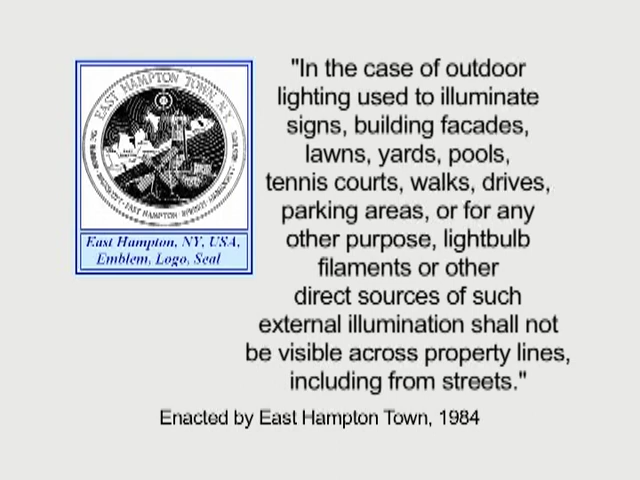 EAST HAMPTON TOWN, N.Y.
East Hampton, NY, USA,
Emblem, Logo, Seal
"In the case of outdoor
lighting used to illuminate
signs, building facades,
lawns, yards, pools,
tennis courts, walks, drives,
parking areas, or for any
other purpose, lightbulb
filaments or other
direct sources of such
external illumination shall not
be visible across property lines,
including from streets."
Enacted by East Hampton Town, 1984